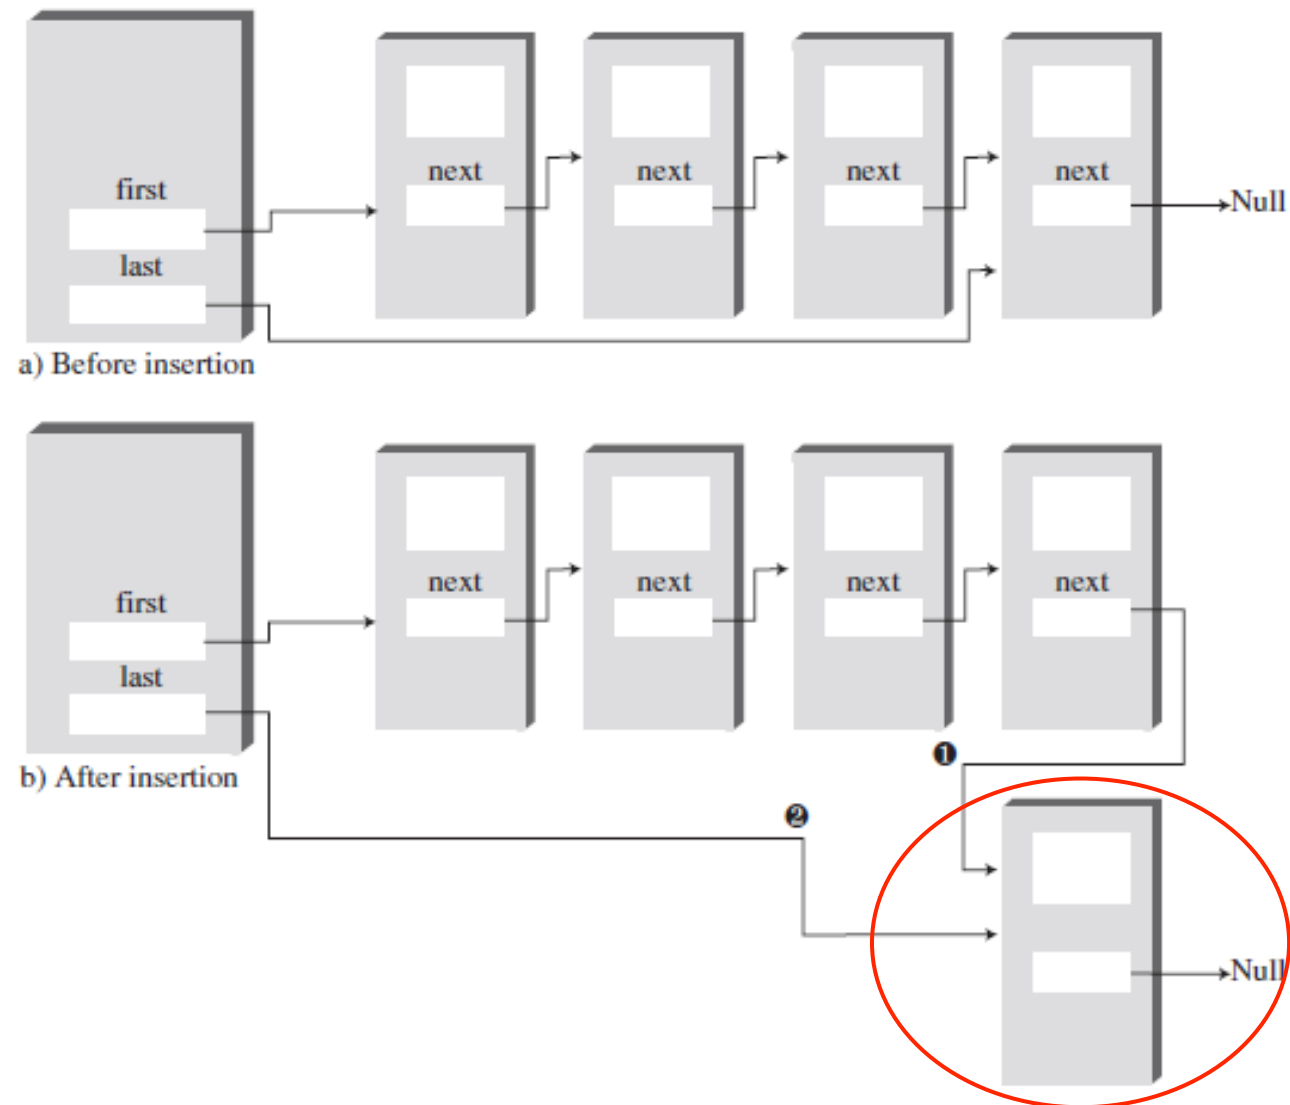 next next next next
first
Null
last
a) Before insertion
next next next next
first
last
❶
b) After insertion
❷
Null